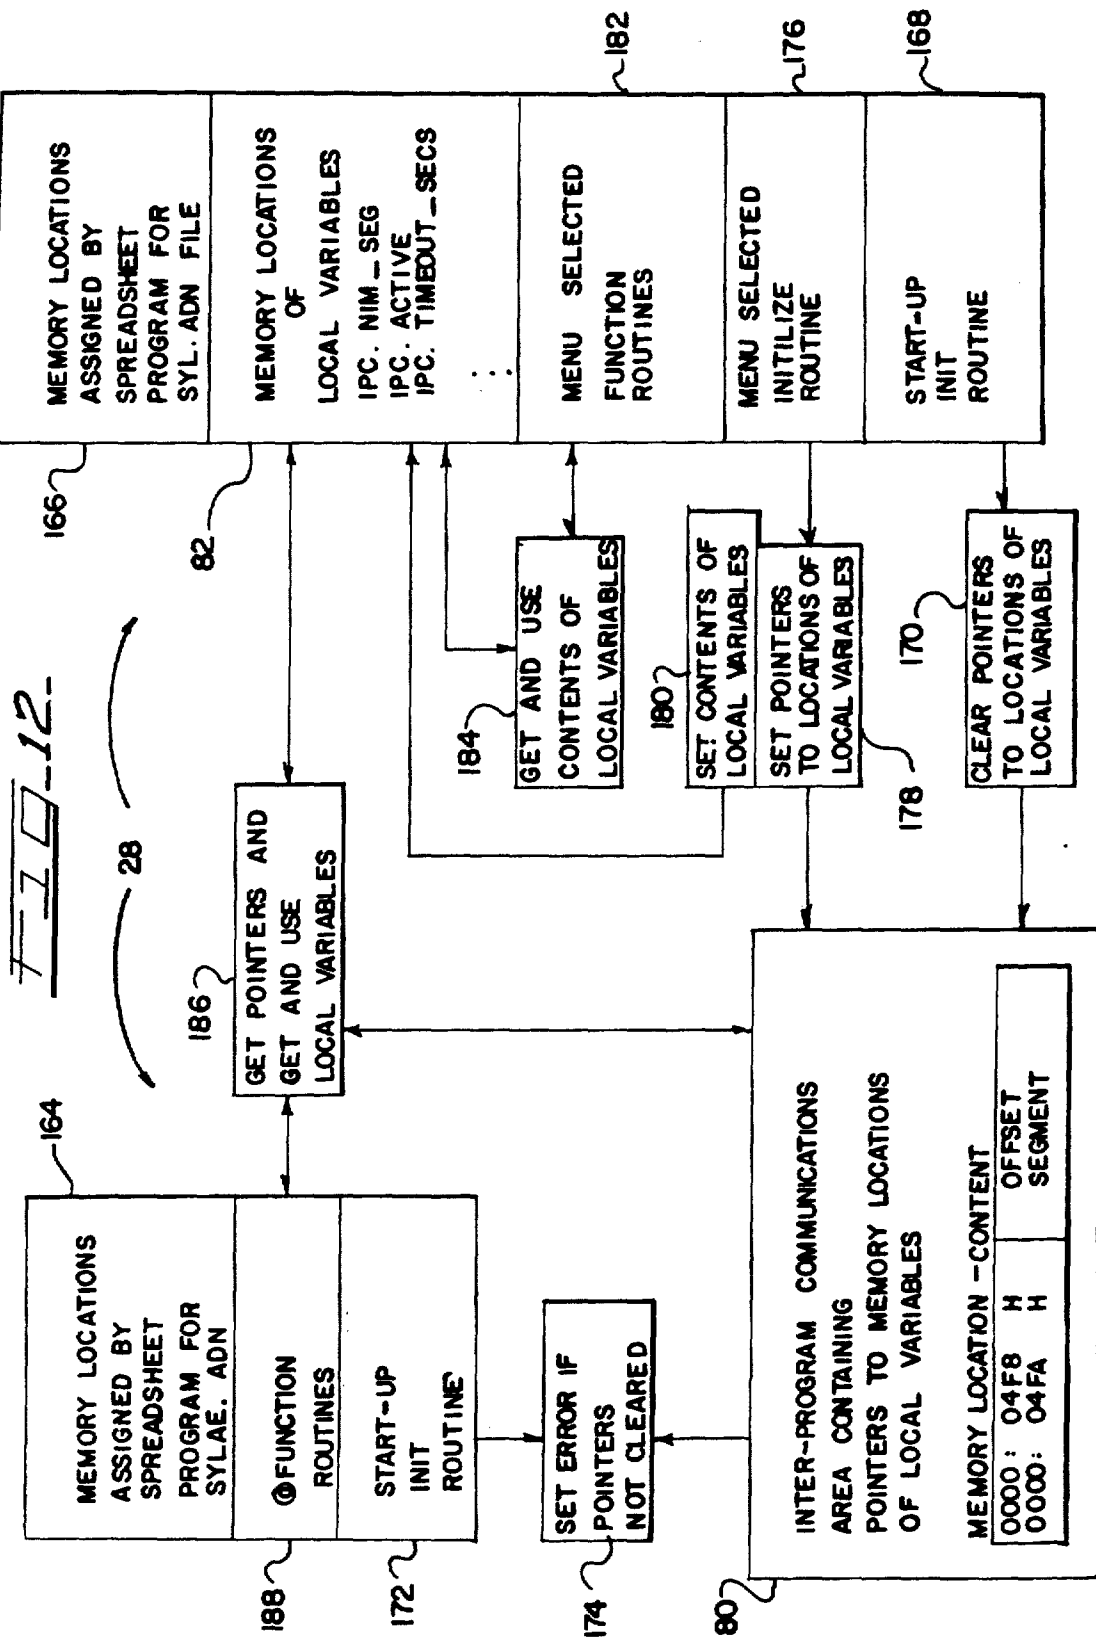 FIG-12
28
164
MEMORY LOCATIONS
ASSIGNED BY
SPREADSHEET
PROGRAM FOR
SYLAE. ADN
@FUNCTION
ROUTINES
START-UP
INIT
ROUTINE
188
172
174
SET ERROR IF
POINTERS
NOT CLEARED
186
GET POINTERS AND
GET AND USE
LOCAL VARIABLES
80
INTER-PROGRAM COMMUNICATIONS
AREA CONTAINING
POINTERS TO MEMORY LOCATIONS
OF LOCAL VARIABLES
MEMORY LOCATION - CONTENT
0000: 04F8 H OFFSET
0000: 04FA H SEGMENT
184
GET AND USE
CONTENTS OF
LOCAL VARIABLES
180
SET CONTENTS OF
LOCAL VARIABLES
SET POINTERS
TO LOCATIONS OF
LOCAL VARIABLES
178
170
CLEAR POINTERS
TO LOCATIONS OF
LOCAL VARIABLES
166
MEMORY LOCATIONS
ASSIGNED BY
SPREADSHEET
PROGRAM FOR
SYL. ADN FILE
82
MEMORY LOCATIONS
OF
LOCAL VARIABLES
IPC. NIM_SEG
IPC. ACTIVE
IPC. TIMEOUT_SECS
...
MENU SELECTED
FUNCTION
ROUTINES
182
MENU SELECTED
INITILIZE
ROUTINE
176
START-UP
INIT
ROUTINE
168